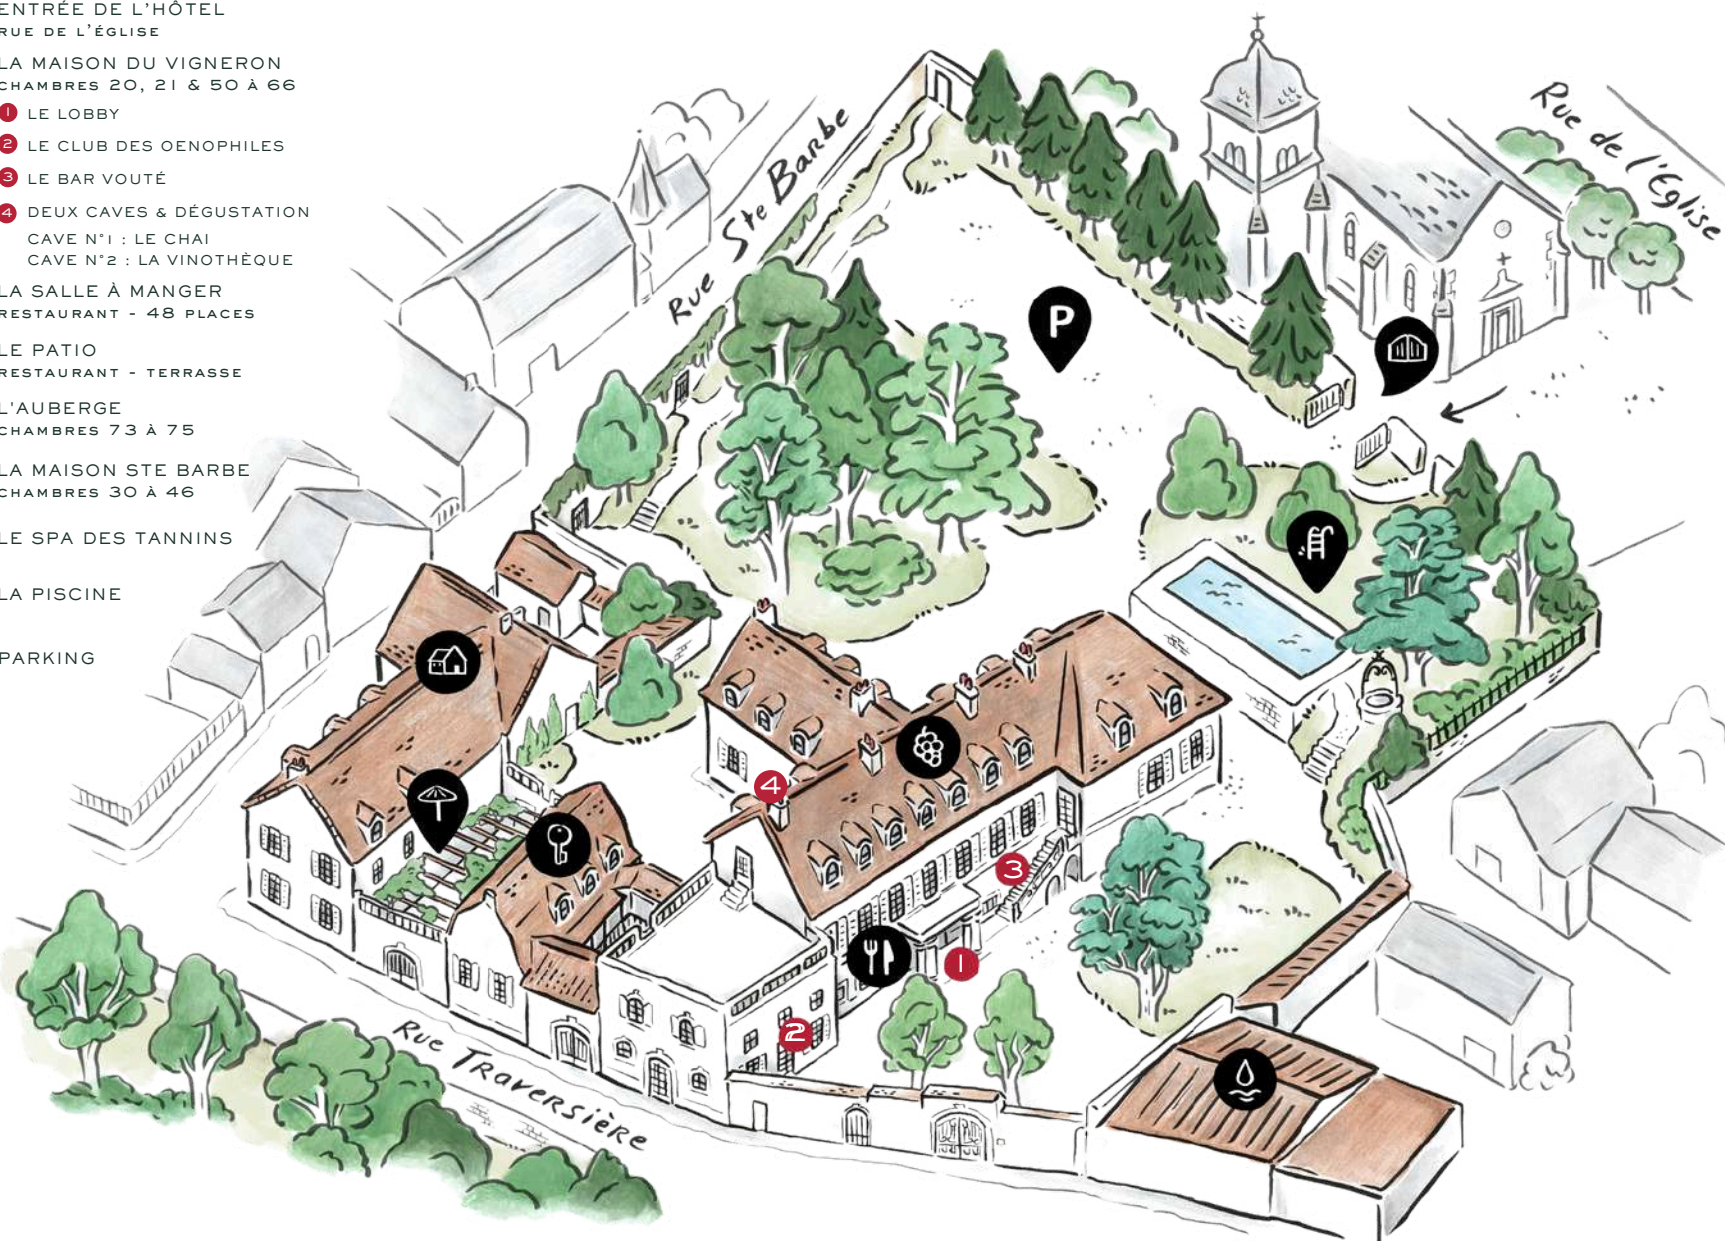 ENTRÉE DE L'HÔTEL
RUE DE L'ÉGLISE
LA MAISON DU VIGNERON
CHAMBRES 20, 21 & 50 À 66
1 LE LOBBY
2 LE CLUB DES OENOPHILES
3 LE BAR VOUTÉ
4 DEUX CAVES & DÉGUSTATION
CAVE N°1 : LE CHAI
CAVE N°2 : LA VINOTHÈQUE
LA SALLE À MANGER
RESTAURANT - 48 PLACES
LE PATIO
RESTAURANT - TERRASSE
L'AUBERGE
CHAMBRES 73 À 75
LA MAISON STE BARBE
CHAMBRES 30 À 46
LE SPA DES TANNINS
LA PISCINE
PARKING
Rue Ste Barbe
Rue de l'Eglise
P
4
3
1
2
Rue Traversière